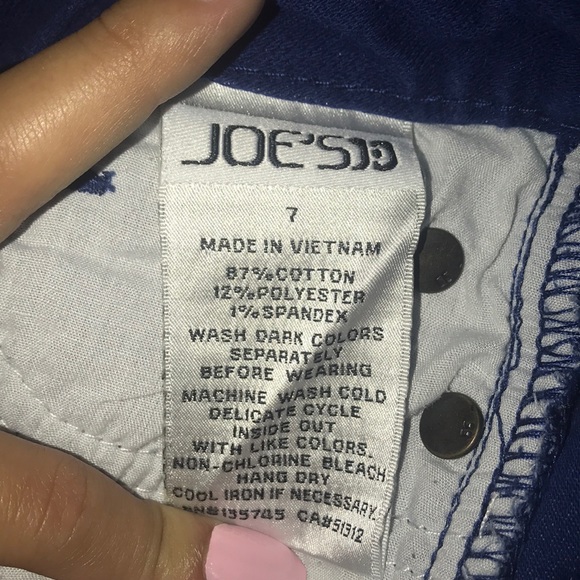 JOE'S
7
MADE IN VIETNAM
87% COTTON
12% POLYESTER
1% SPANDEX
WASH DARK COLORS
SEPARATELY
BEFORE WEARING
MACHINE WASH COLD
DELICATE CYCLE
INSIDE OUT
WITH LIKE COLORS.
NON-CHLORINE BLEACH
HANG DRY
COOL IRON IF NECESSARY.
RN#135745 CA#51312